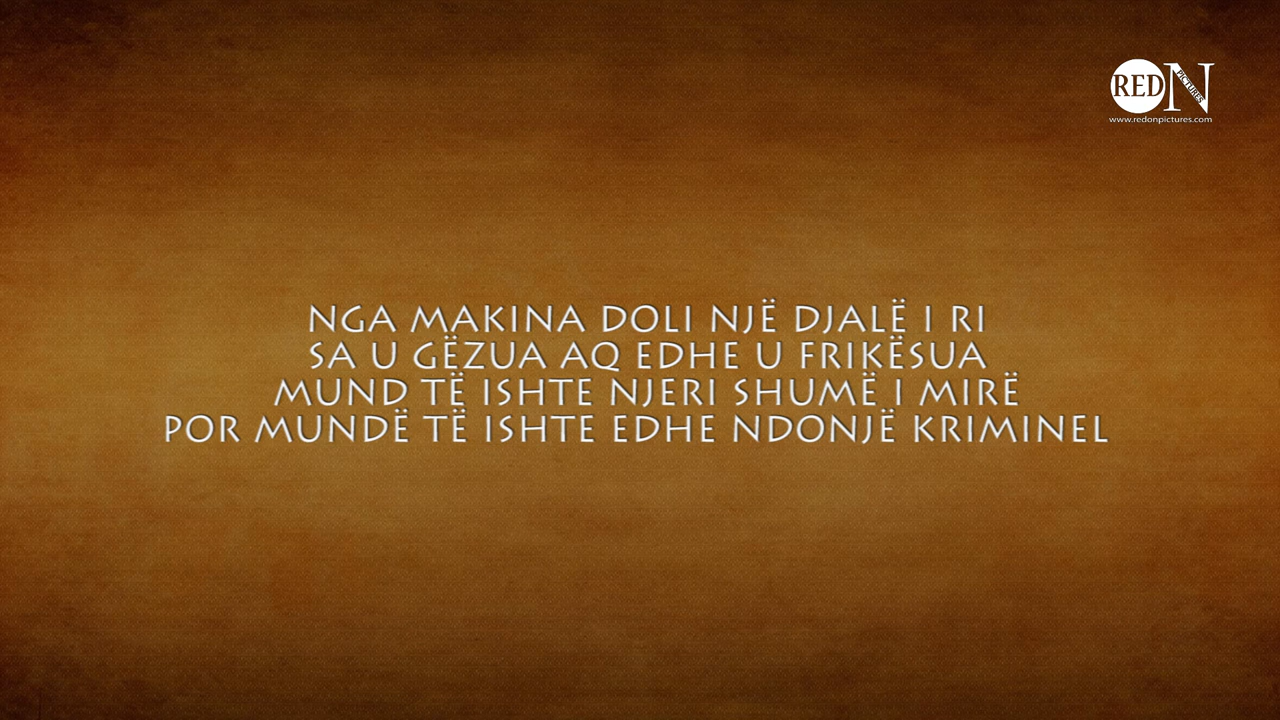 RED N
PICTURES
www.redonpictures.com
NGA MAKINA DOLI NJË DJALË I RI
SA U GËZUA AQ EDHE U FRIKËSUA
MUND TË ISHTE NJERI SHUMË I MIRË
POR MUNDË TË ISHTE EDHE NDONJË KRIMINEL